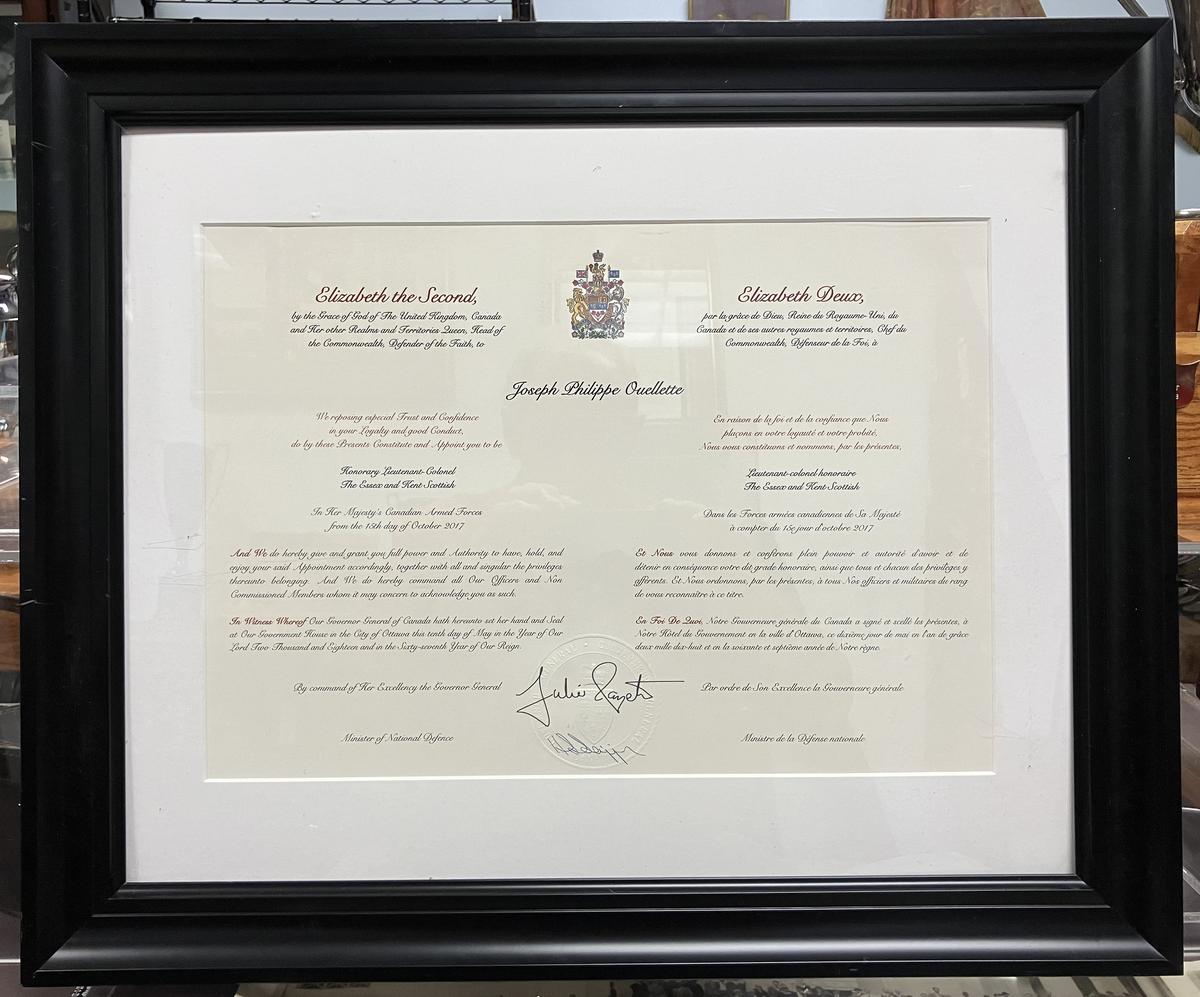 Elizabeth the Second,
by the Grace of God of The United Kingdom, Canada
and Her other Realms and Territories Queen, Head of
the Commonwealth, Defender of the Faith, to
Elizabeth Deux,
par la grâce de Dieu, Reine du Royaume-Uni, du
Canada et de ses autres royaumes et territoires, Chef du
Commonwealth, Défenseur de la Foi, à
Joseph Philippe Ouellette
We reposing especial Trust and Confidence
in your Loyalty and good Conduct,
do by these Presents Constitute and Appoint you to be
Honorary Lieutenant-Colonel
The Essex and Kent Scottish
In Her Majesty's Canadian Armed Forces
from the 15th day of October 2017
And We do hereby give and grant you full power and Authority to have, hold, and
enjoy your said Appointment accordingly, together with all and singular the privileges
thereunto belonging. And We do hereby command all Our Officers and Non
Commissioned Members whom it may concern to acknowledge you as such.
In Witness Whereof Our Governor General of Canada hath hereunto set her hand and Seal
at Our Government House in the City of Ottawa this tenth day of May in the Year of Our
Lord Two Thousand and Eighteen and in the Sixty-seventh Year of Our Reign.
By command of Her Excellency the Governor General
Minister of National Defence
En raison de la foi et de la confiance que Nous
plaçons en votre loyauté et votre probité,
Nous vous constituons et nommons, par les présentes,
Lieutenant-colonel honoraire
The Essex and Kent Scottish
Dans les Forces armées canadiennes de Sa Majesté
à compter du 15e jour d'octobre 2017
Et Nous vous donnons et conférons plein pouvoir et autorité d'avoir et de
détenir en conséquence votre dit grade honoraire, ainsi que tous et chacun des privilèges y
afférents. Et Nous ordonnons, par les présentes, à tous Nos officiers et militaires du rang
de vous reconnaître à ce titre.
En Foi De Quoi, Notre Gouverneure générale du Canada a signé et scellé les présentes, à
Notre Hôtel du Gouvernement en la ville d'Ottawa, ce dixième jour de mai en l'an de grâce
deux mille dix-huit et en la soixante et septième année de Notre règne.
Par ordre de Son Excellence la Gouverneure générale
Ministre de la Défense nationale
Julie Payette